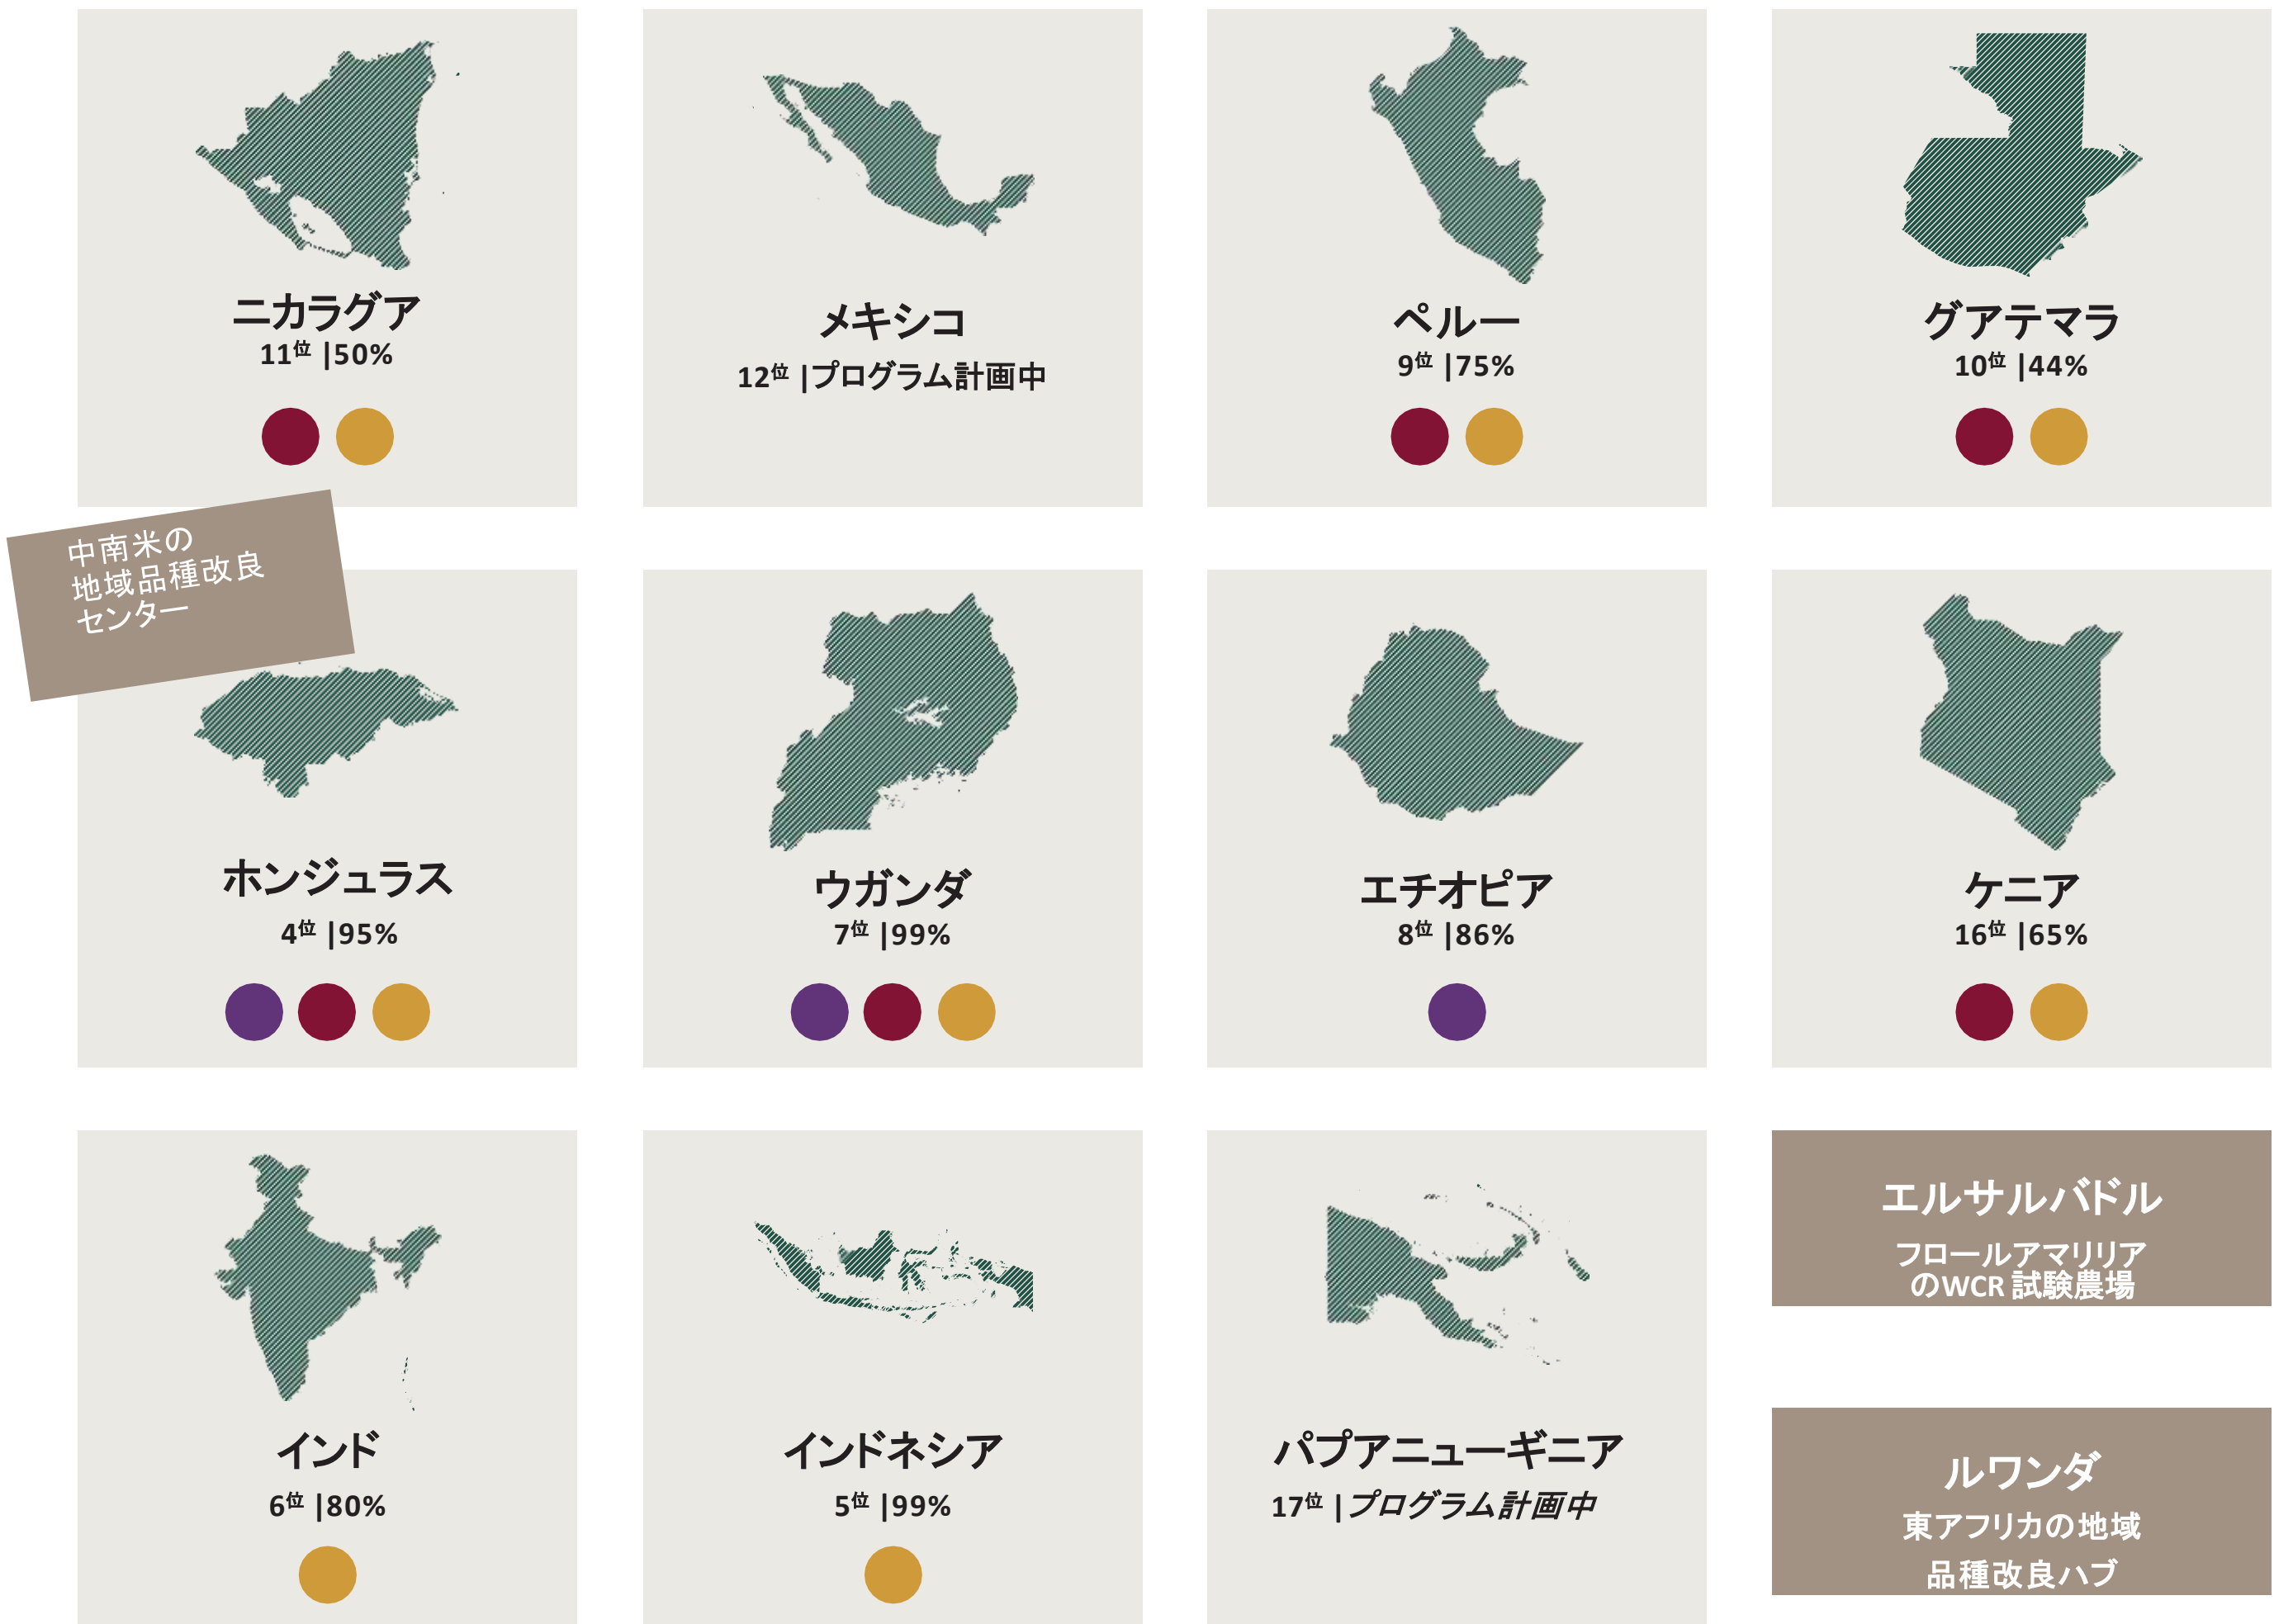 ニカラグア
11位 |50%
メキシコ
12位 |プログラム計画中
ペルー
9位 |75%
グアテマラ
10位 |44%
中南米の
地域品種改良
センター
ホンジュラス
4位 |95%
ウガンダ
7位 |99%
エチオピア
8位 |86%
ケニア
16位 |65%
インド
6位 |80%
インドネシア
5位 |99%
パプアニューギニア
17位 |プログラム計画中
エルサルバドル
フロールアマリリア
のWCR 試験農場
ルワンダ
東アフリカの地域
品種改良ハブ